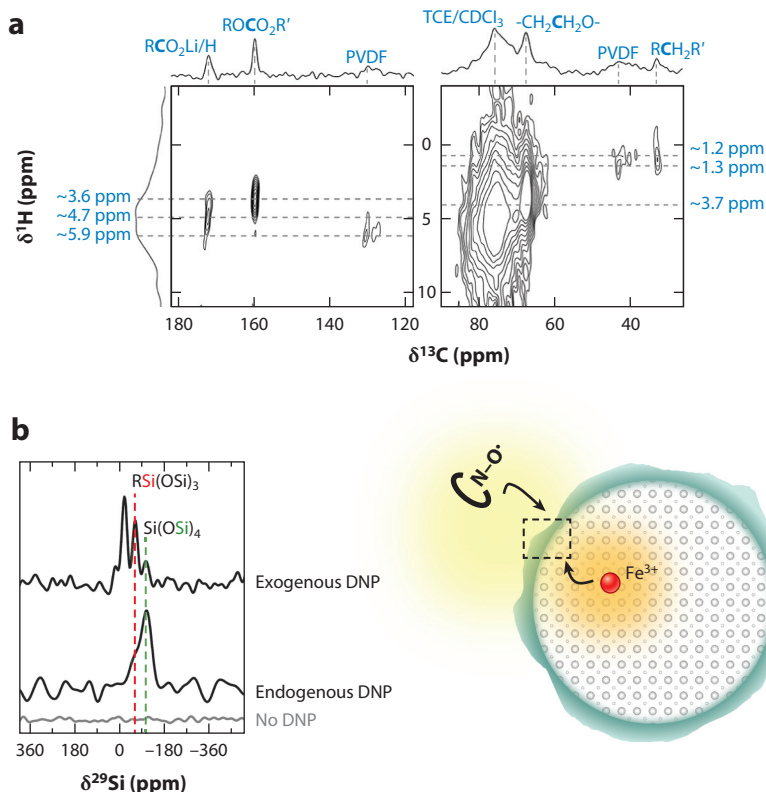 a
TCE/CDCl₃
-CH₂CH₂O-
ROCO₂R′
RCO₂Li/H
PVDF
PVDF
RCH₂R′
0
~1.2 ppm
~1.3 ppm
~3.6 ppm
~4.7 ppm
~3.7 ppm
5
~5.9 ppm
δ¹H (ppm)
10
180 160 140 120
80 60 40
δ¹³C (ppm)
b
RSi(OSi)₃
Si(OSi)₄
N–O•
Exogenous DNP
Fe³⁺
Endogenous DNP
No DNP
360 180 0 −180 −360
δ²⁹Si (ppm)